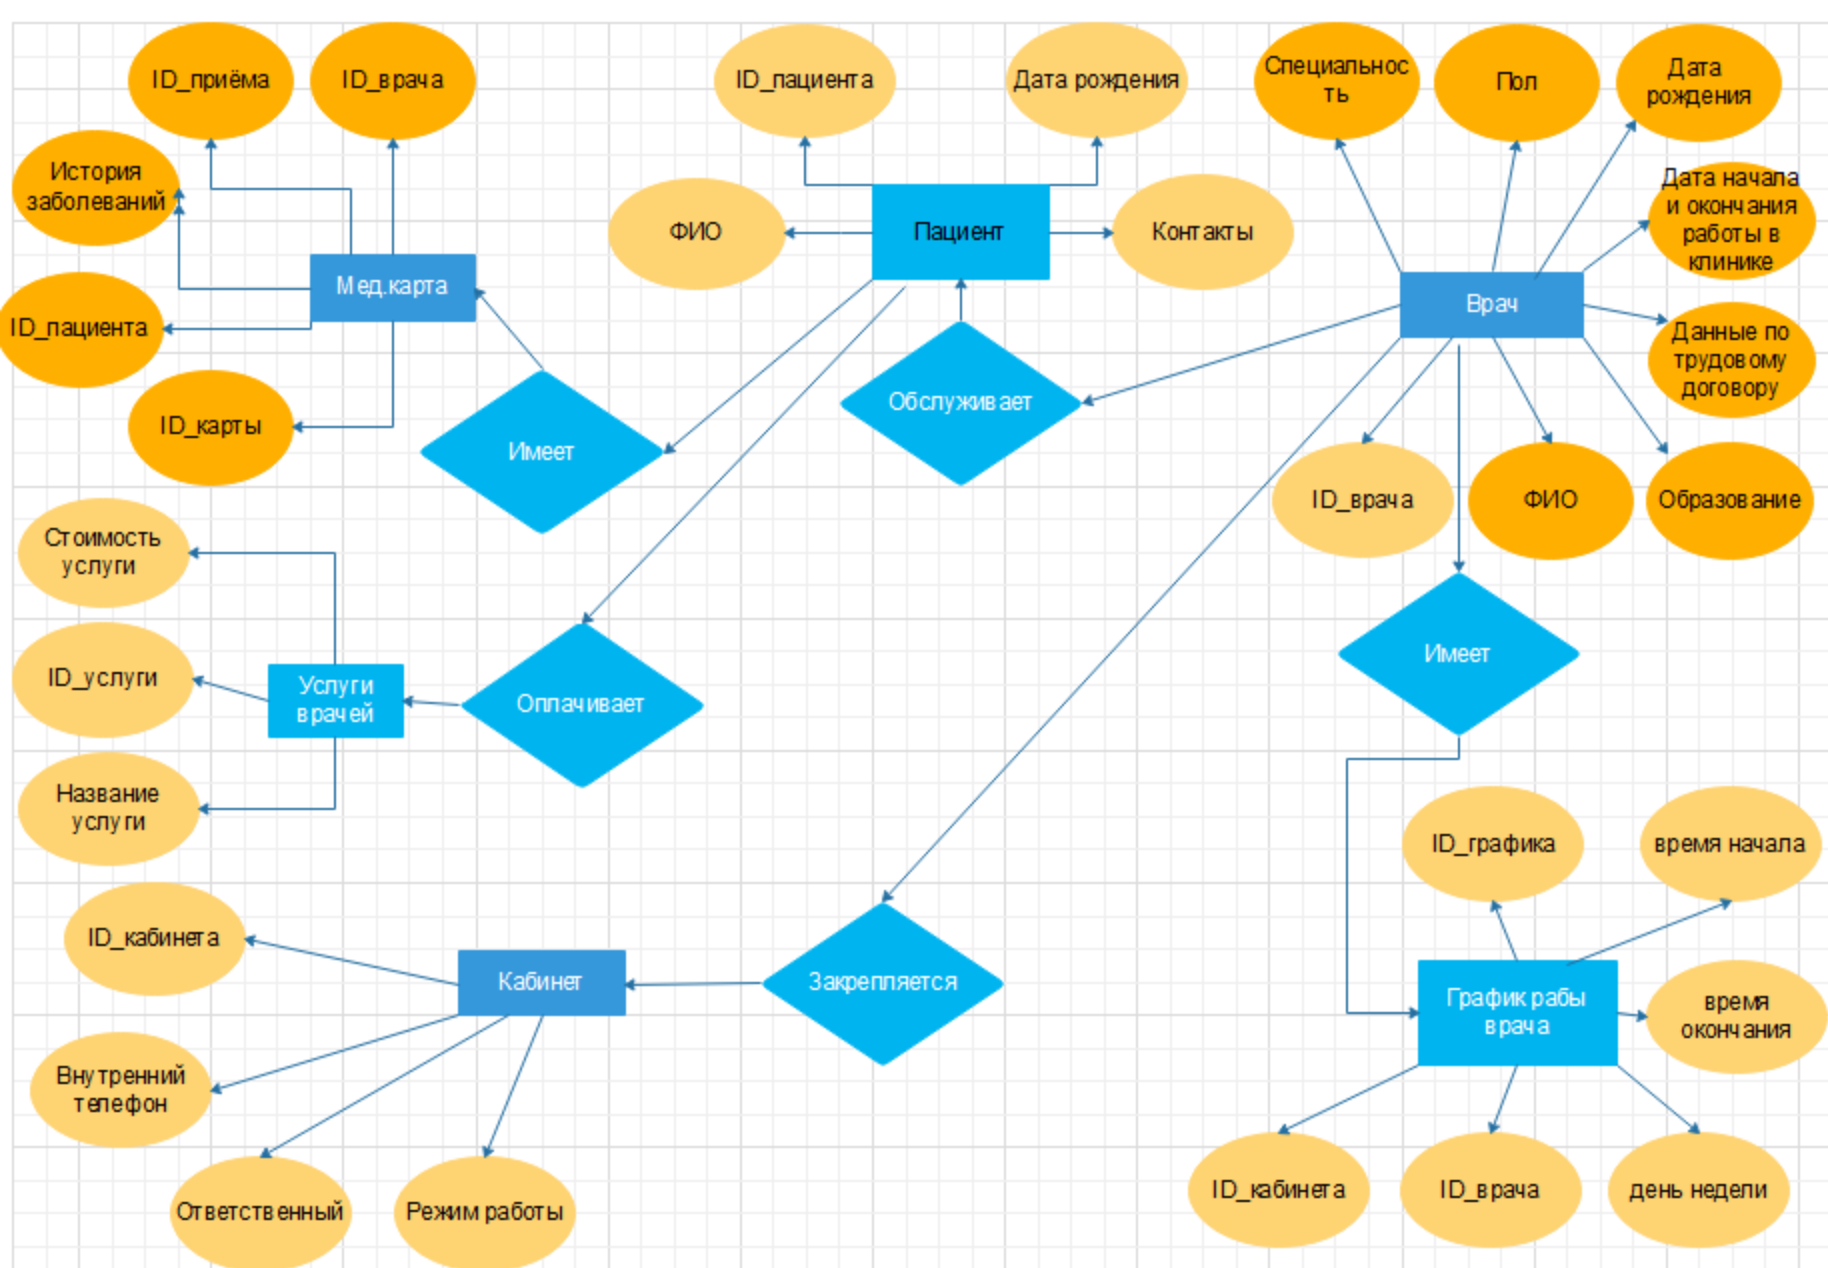 ID_приёма
ID_врача
ID_пациента
Дата рождения
Специальнос
ть
Пол
Дата
рождения
История
заболеваний
ФИО
Пациент
Контакты
Дата начала
и окончания
работы в
клинике
Мед.карта
Врач
ID_пациента
Данные по
трудовому
договору
ID_карты
Имеет
Обслуживает
ID_врача
ФИО
Образование
Стоимость
услуги
ID_услуги
Услуги
врачей
Оплачивает
Имеет
Название
услуги
ID_графика
время начала
ID_кабинета
Кабинет
Закрепляется
График рабы
врача
время
окончания
Внутренний
телефон
Ответственный
Режим работы
ID_кабинета
ID_врача
день недели